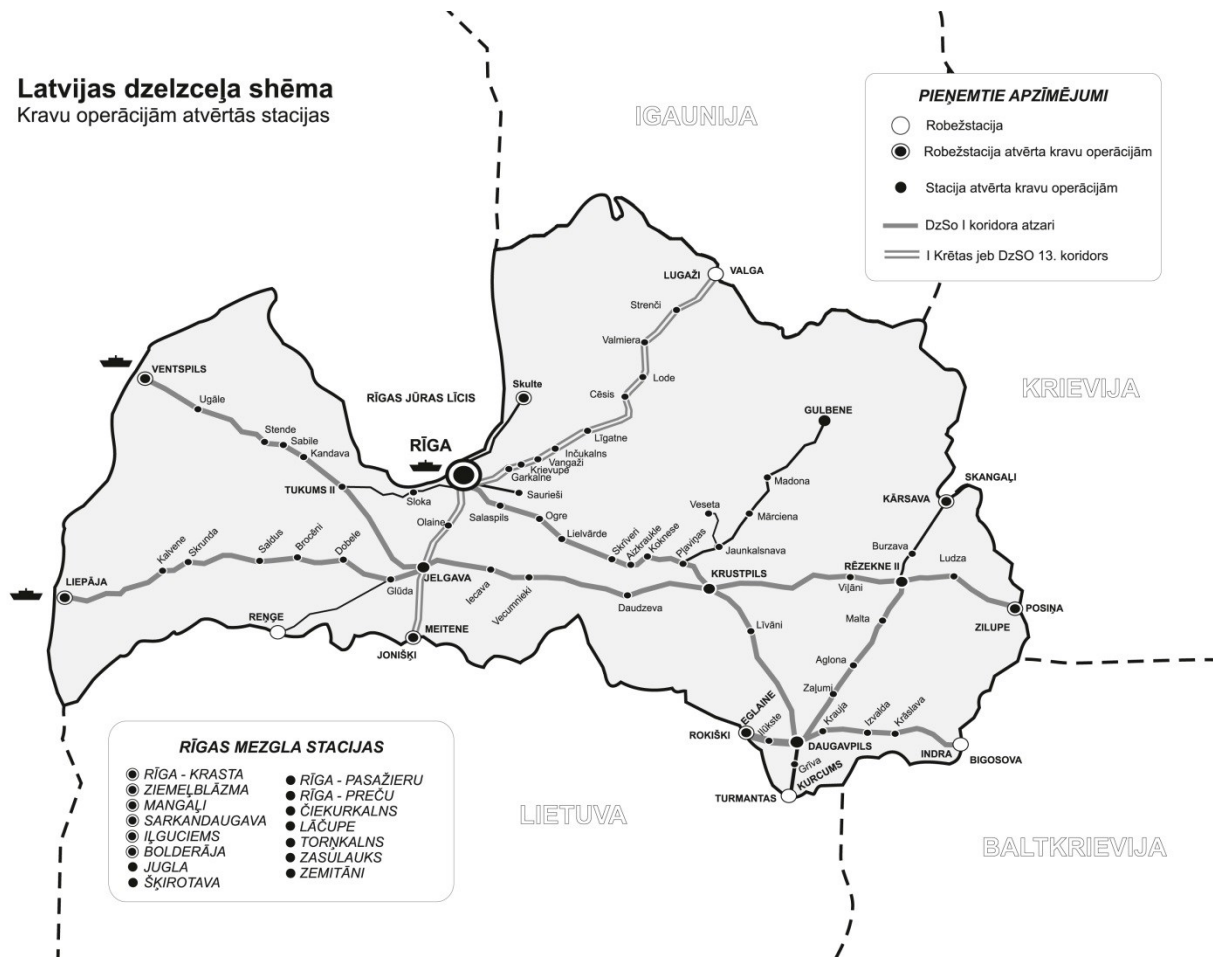 Latvijas dzelzceļa shēma
Kravu operācijām atvērtās stacijas
PIEŅEMTIE APZĪMĒJUMI
Robežstacija
Robežstacija atvērta kravu operācijām
Stacija atvērta kravu operācijām
DzSo I koridora atzari
I Krētas jeb DzSO 13. koridors
IGAUNIJA
KRIEVIJA
LIETUVA
BALTKRIEVIJA
RĪGAS JŪRAS LĪCIS
LUGAŽI
VALGA
Strenči
Valmiera
Lode
Cēsis
Līgatne
Inčukalns
Vangaži
Krievupe
Garkalne
Skulte
RĪGA
Saurieši
VENTSPILS
Ugāle
Stende
Sabile
Kandava
TUKUMS II
Sloka
Olaine
Salaspils
Ogre
Lielvārde
Skrīveri
Aizkraukle
Koknese
Pļaviņas
Jaunkalsnava
Veseta
Mārciena
Madona
GULBENE
SKANGAĻI
KĀRSAVA
Burzava
RĒZEKNE II
Ludza
POSIŅA
ZILUPE
Viļāni
KRUSTPILS
Daudzeva
Vecumnieki
Iecava
JELGAVA
Glūda
Dobele
Brocēni
Saldus
Skrunda
Kalvene
LIEPĀJA
REŅĢE
MEITENE
JONIŠĶI
Līvāni
Malta
Aglona
Zaļumi
Krauja
Izvalda
Krāslava
INDRA
BIGOSOVA
EGLAINE
ROKIŠKI
Ilūkste
DAUGAVPILS
Grīva
KURCUMS
TURMANTAS
RĪGAS MEZGLA STACIJAS
RĪGA - KRASTA
ZIEMEĻBLĀZMA
MANGAĻI
SARKANDAUGAVA
IĻGUCIEMS
BOLDERĀJA
JUGLA
ŠĶIROTAVA
RĪGA - PASAŽIERU
RĪGA - PREČU
ČIEKURKALNS
LĀČUPE
TORŅKALNS
ZASULAUKS
ZEMITĀNI